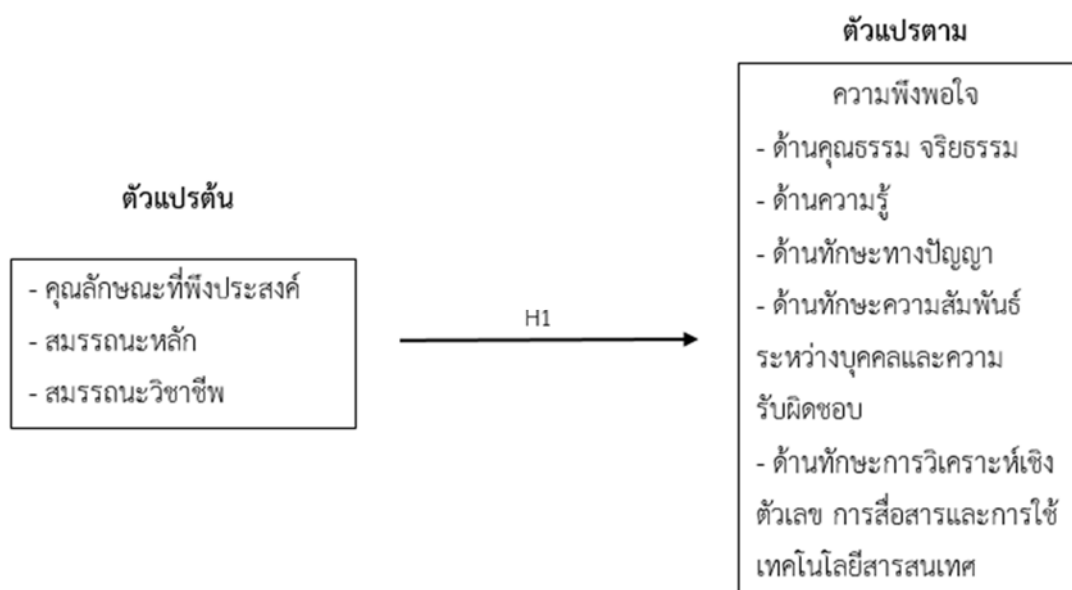 ตัวแปรต้น
- คุณลักษณะที่พึงประสงค์
- สมรรถนะหลัก
- สมรรถนะวิชาชีพ
H1
ตัวแปรตาม
ความพึงพอใจ
- ด้านคุณธรรม จริยธรรม
- ด้านความรู้
- ด้านทักษะทางปัญญา
- ด้านทักษะความสัมพันธ์
ระหว่างบุคคลและความ
รับผิดชอบ
- ด้านทักษะการวิเคราะห์เชิง
ตัวเลข การสื่อสารและการใช้
เทคโนโลยีสารสนเทศ